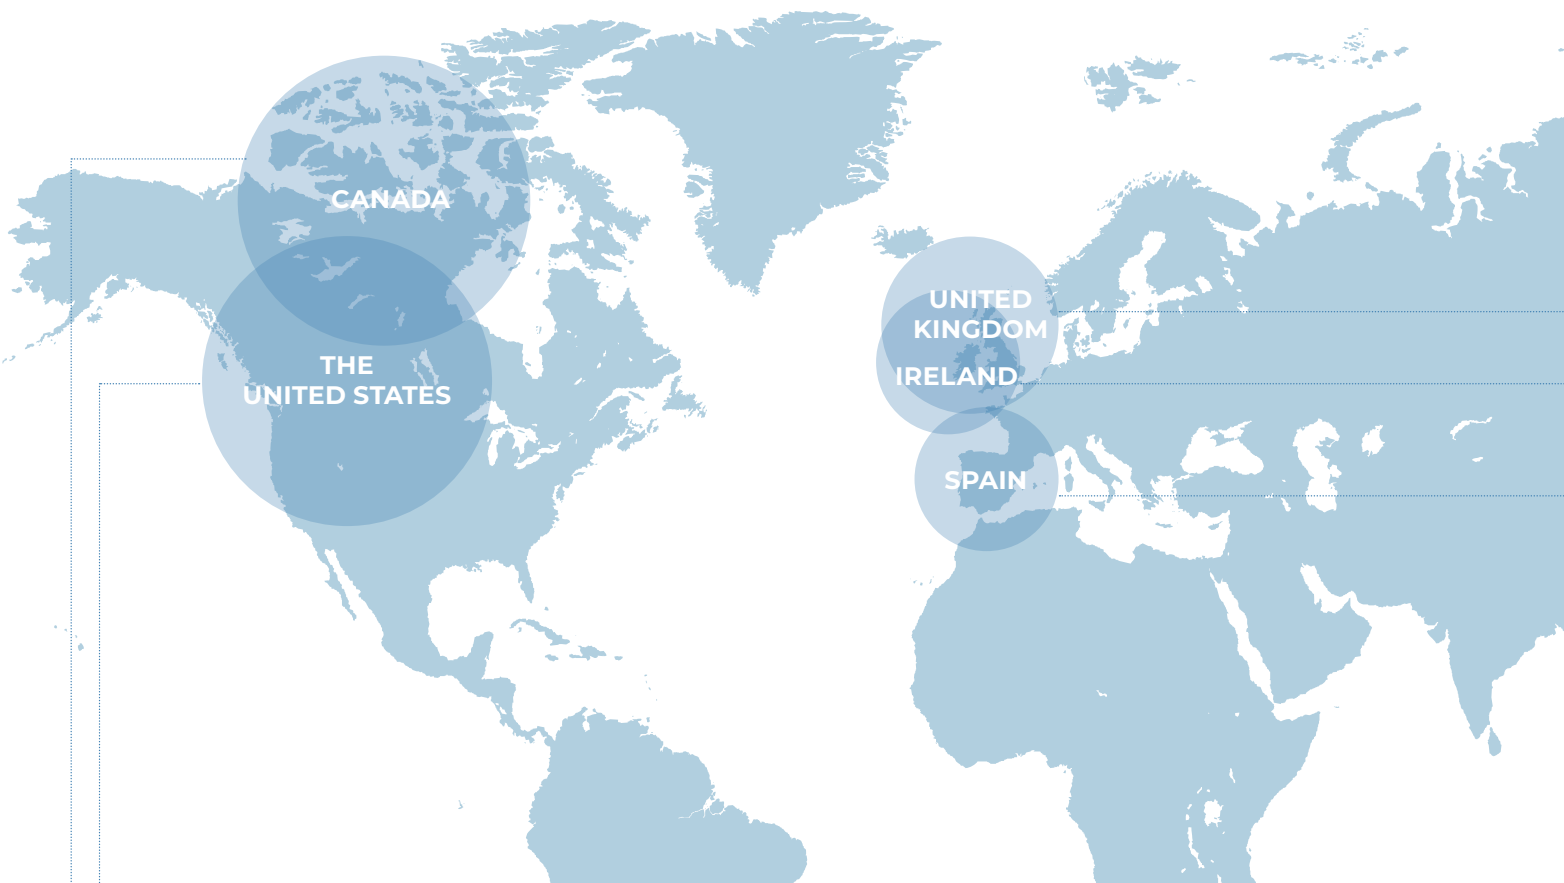 CANADA
THE
UNITED STATES
UNITED
KINGDOM
IRELAND
SPAIN